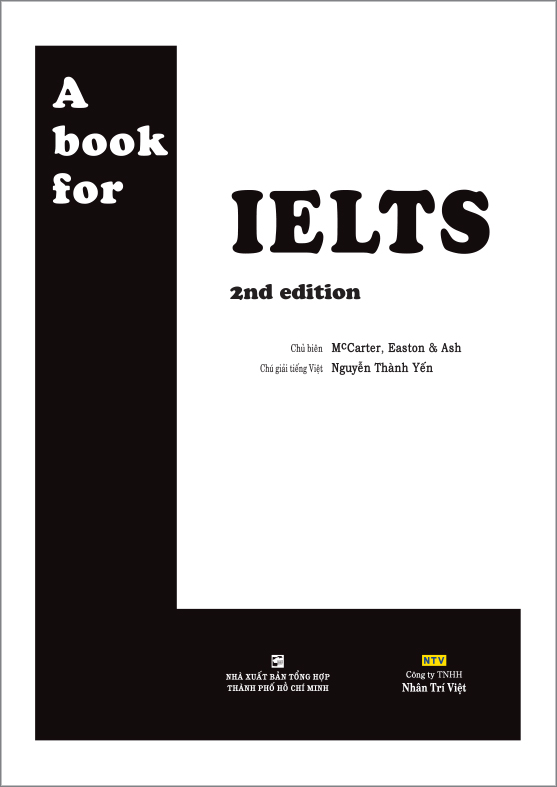 A
book
for
IELTS
2nd edition
Chủ biên McCarter, Easton & Ash
Chú giải tiếng Việt Nguyễn Thành Yến
NHÀ XUẤT BẢN TỔNG HỢP
THÀNH PHỐ HỒ CHÍ MINH
NTV
Công ty TNHH
Nhân Trí Việt